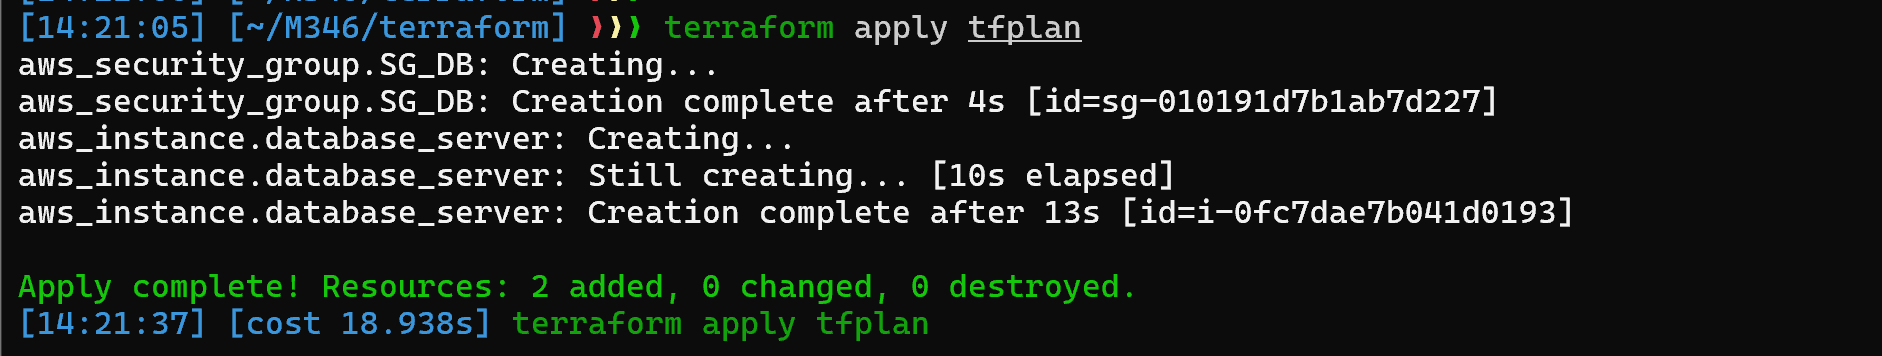 [14:21:05] [~/M346/terraform] ❯❯❯ terraform apply tfplan
aws_security_group.SG_DB: Creating...
aws_security_group.SG_DB: Creation complete after 4s [id=sg-010191d7b1ab7d227]
aws_instance.database_server: Creating...
aws_instance.database_server: Still creating... [10s elapsed]
aws_instance.database_server: Creation complete after 13s [id=i-0fc7dae7b041d0193]
Apply complete! Resources: 2 added, 0 changed, 0 destroyed.
[14:21:37] [cost 18.938s] terraform apply tfplan